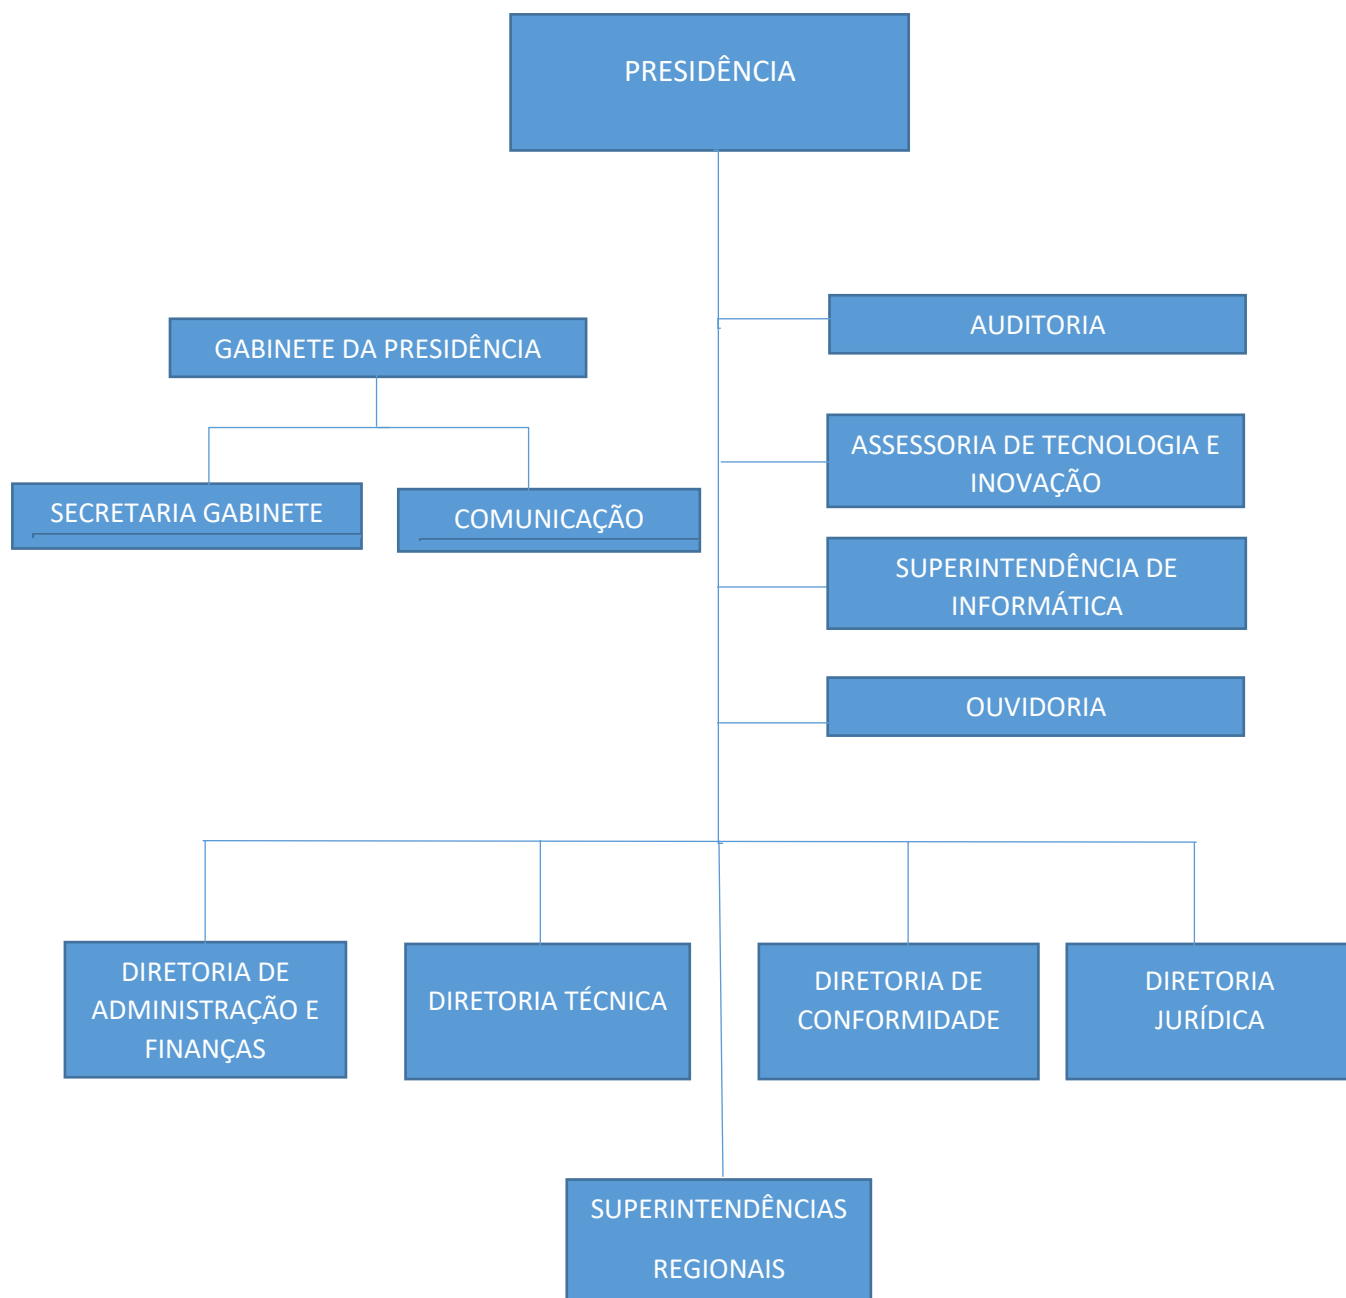 PRESIDÊNCIA
AUDITORIA
GABINETE DA PRESIDÊNCIA
ASSESSORIA DE TECNOLOGIA E
INOVAÇÃO
SECRETARIA GABINETE
COMUNICAÇÃO
SUPERINTENDÊNCIA DE
INFORMÁTICA
OUVIDORIA
DIRETORIA DE
ADMINISTRAÇÃO E
FINANÇAS
DIRETORIA TÉCNICA
DIRETORIA DE
CONFORMIDADE
DIRETORIA
JURÍDICA
SUPERINTENDÊNCIAS
REGIONAIS